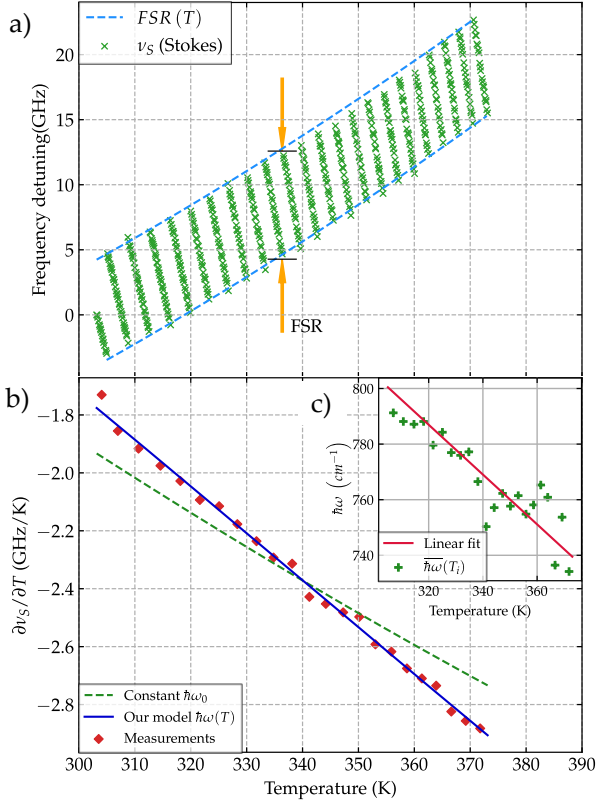 a)
FSR (T)
ν_S (Stokes)
Frequency detuning(GHz)
20
15
10
5
0
FSR
b)
∂ν_S/∂T (GHz/K)
−1.8
−2.0
−2.2
−2.4
−2.6
−2.8
Constant ħω₀
Our model ħω(T)
Measurements
300 310 320 330 340 350 360 370 380 390
Temperature (K)
c)
ħω (cm⁻¹)
800
780
760
740
Linear fit
ħω̅(T_i)
320 340 360
Temperature (K)